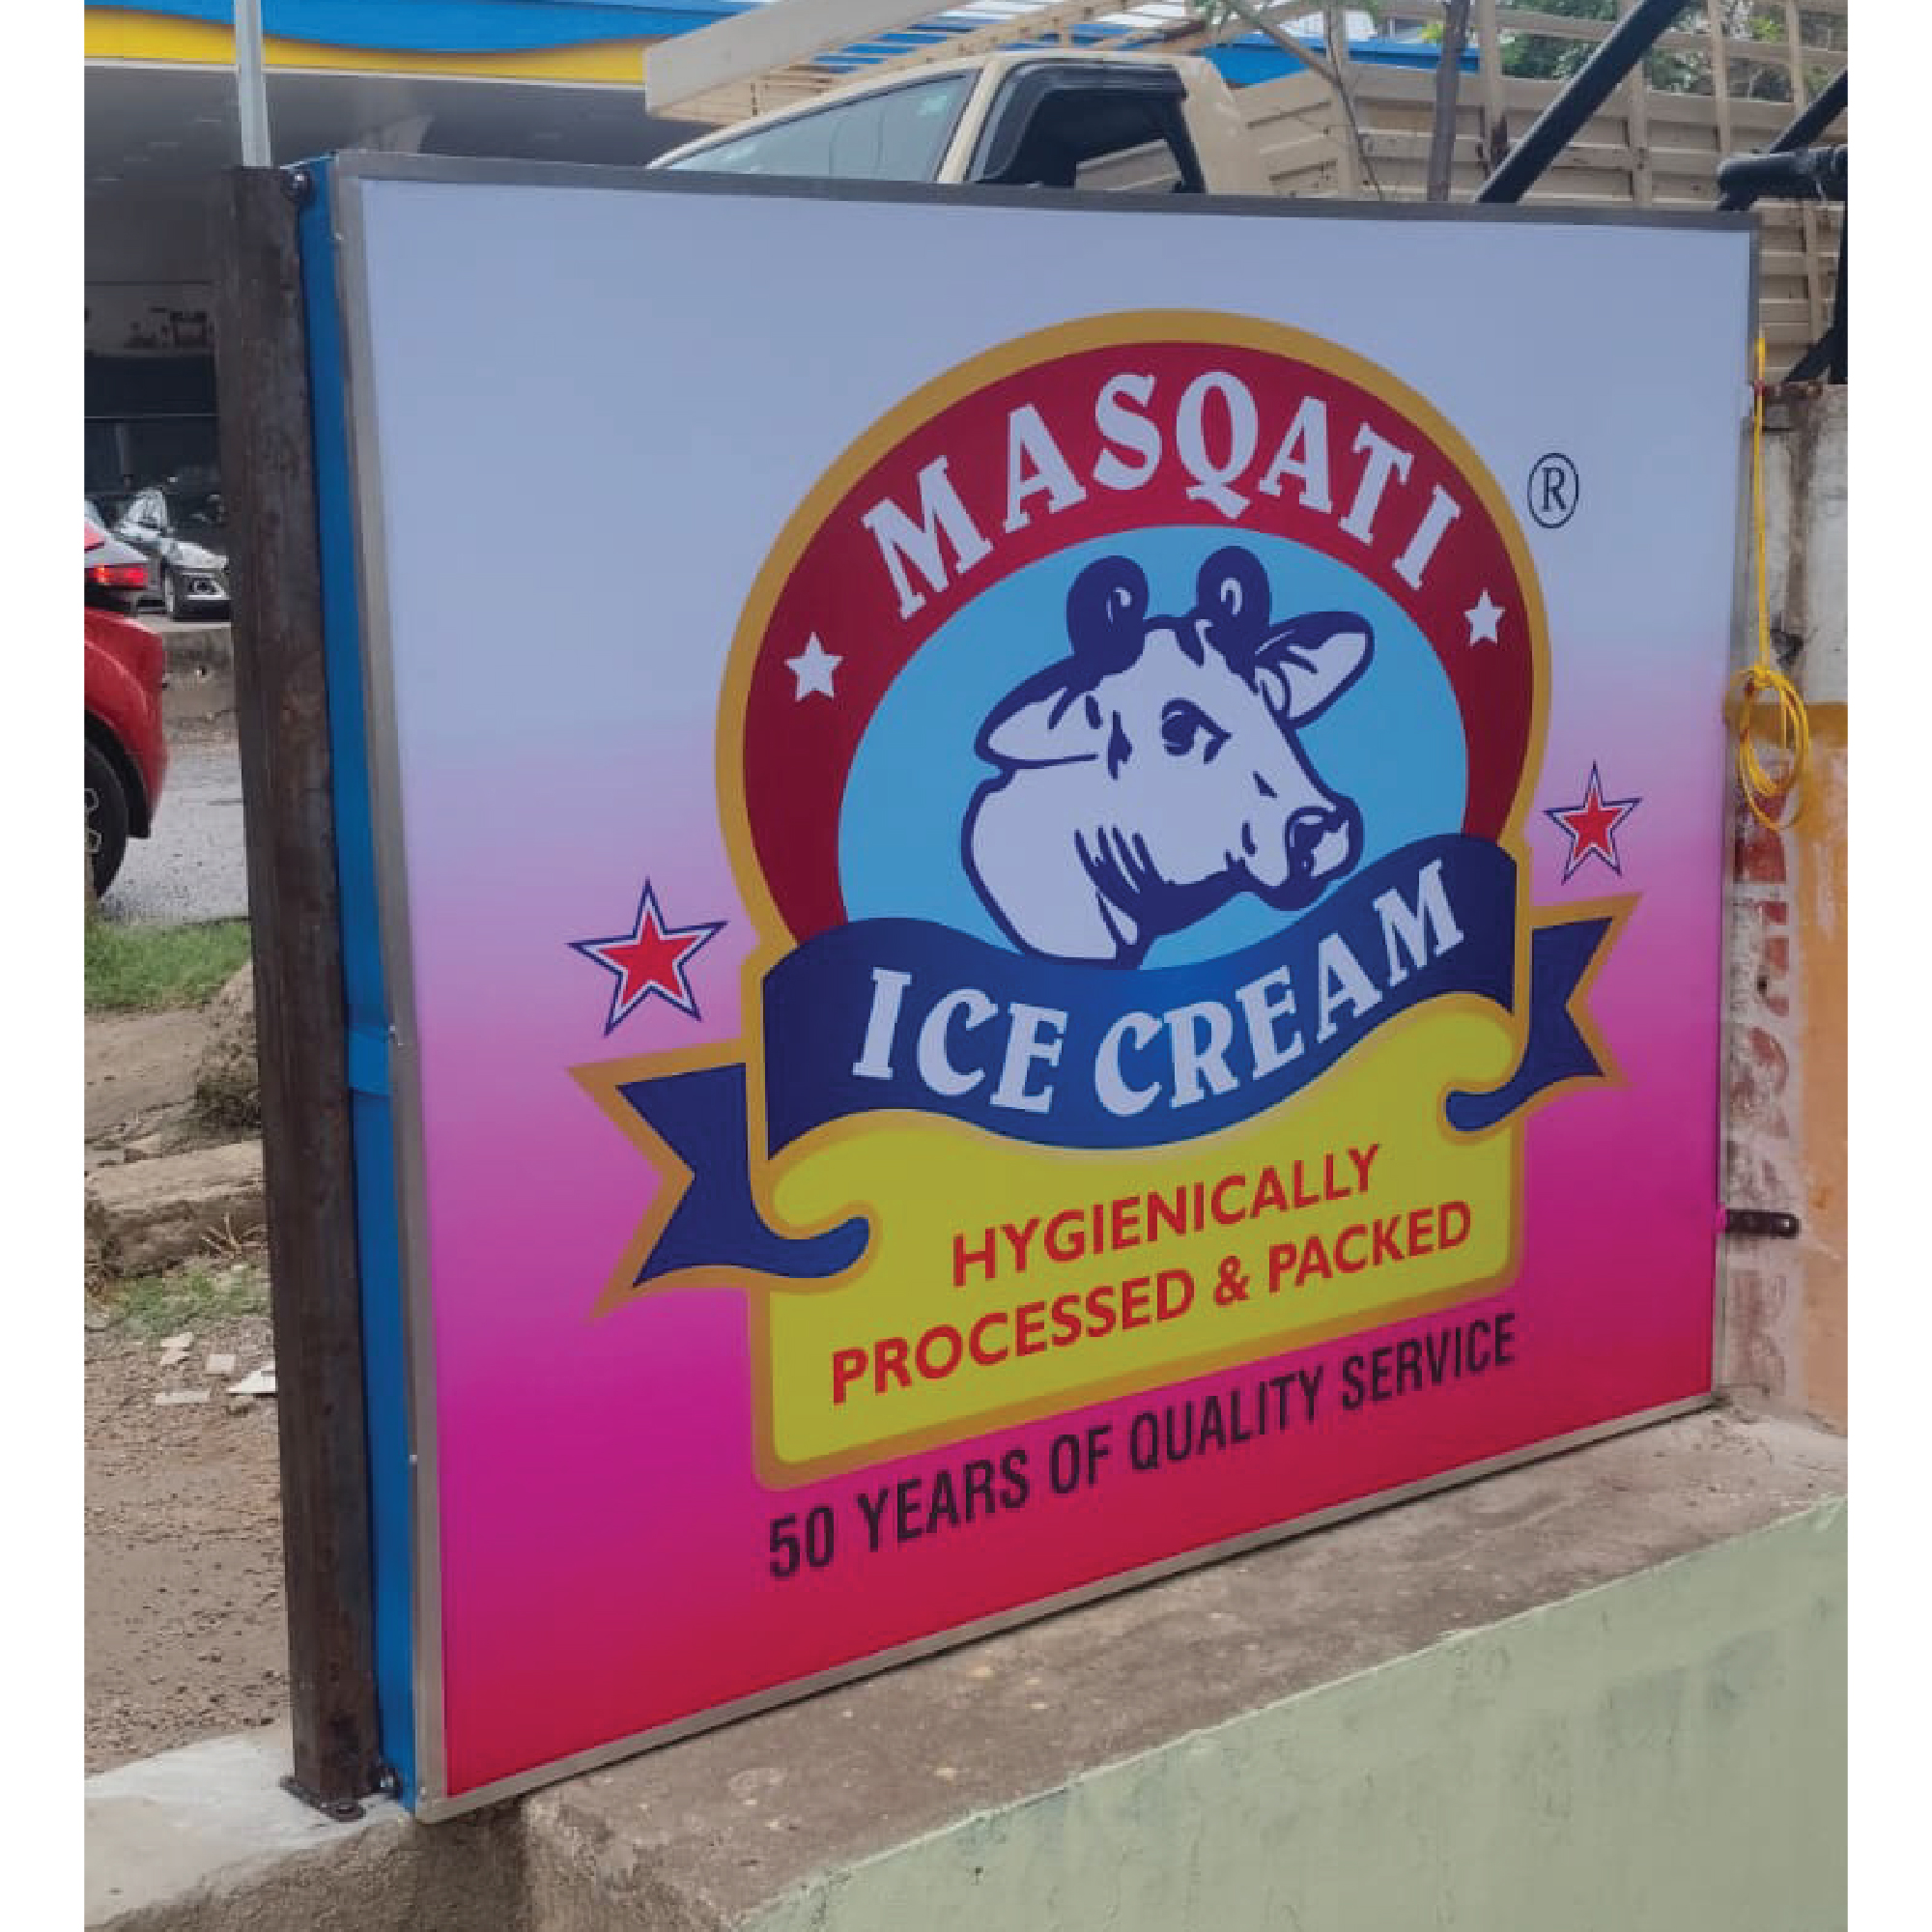 MASQATI
®
ICE CREAM
HYGIENICALLY
PROCESSED & PACKED
50 YEARS OF QUALITY SERVICE